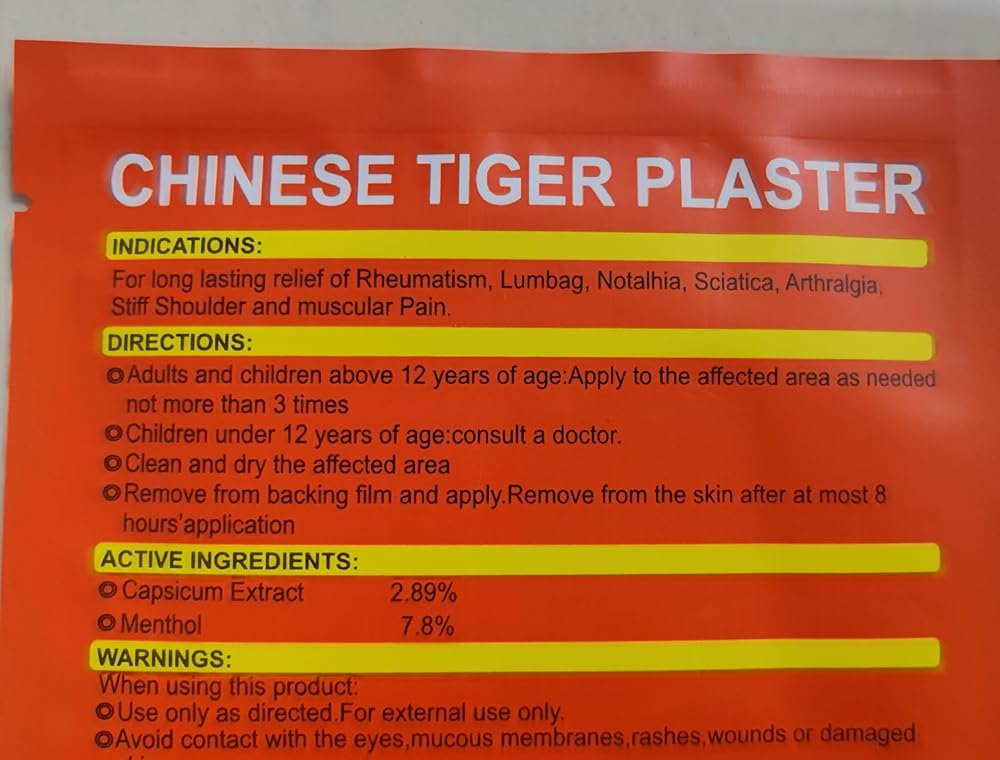 CHINESE TIGER PLASTER
INDICATIONS:
For long lasting relief of Rheumatism, Lumbag, Notalhia, Sciatica, Arthralgia,
Stiff Shoulder and muscular Pain.
DIRECTIONS:
◎Adults and children above 12 years of age:Apply to the affected area as needed
not more than 3 times
◎Children under 12 years of age:consult a doctor.
◎Clean and dry the affected area
◎Remove from backing film and apply.Remove from the skin after at most 8
hours'application
ACTIVE INGREDIENTS:
◎Capsicum Extract 2.89%
◎Menthol 7.8%
WARNINGS:
When using this product:
◎Use only as directed.For external use only.
◎Avoid contact with the eyes,mucous membranes,rashes,wounds or damaged